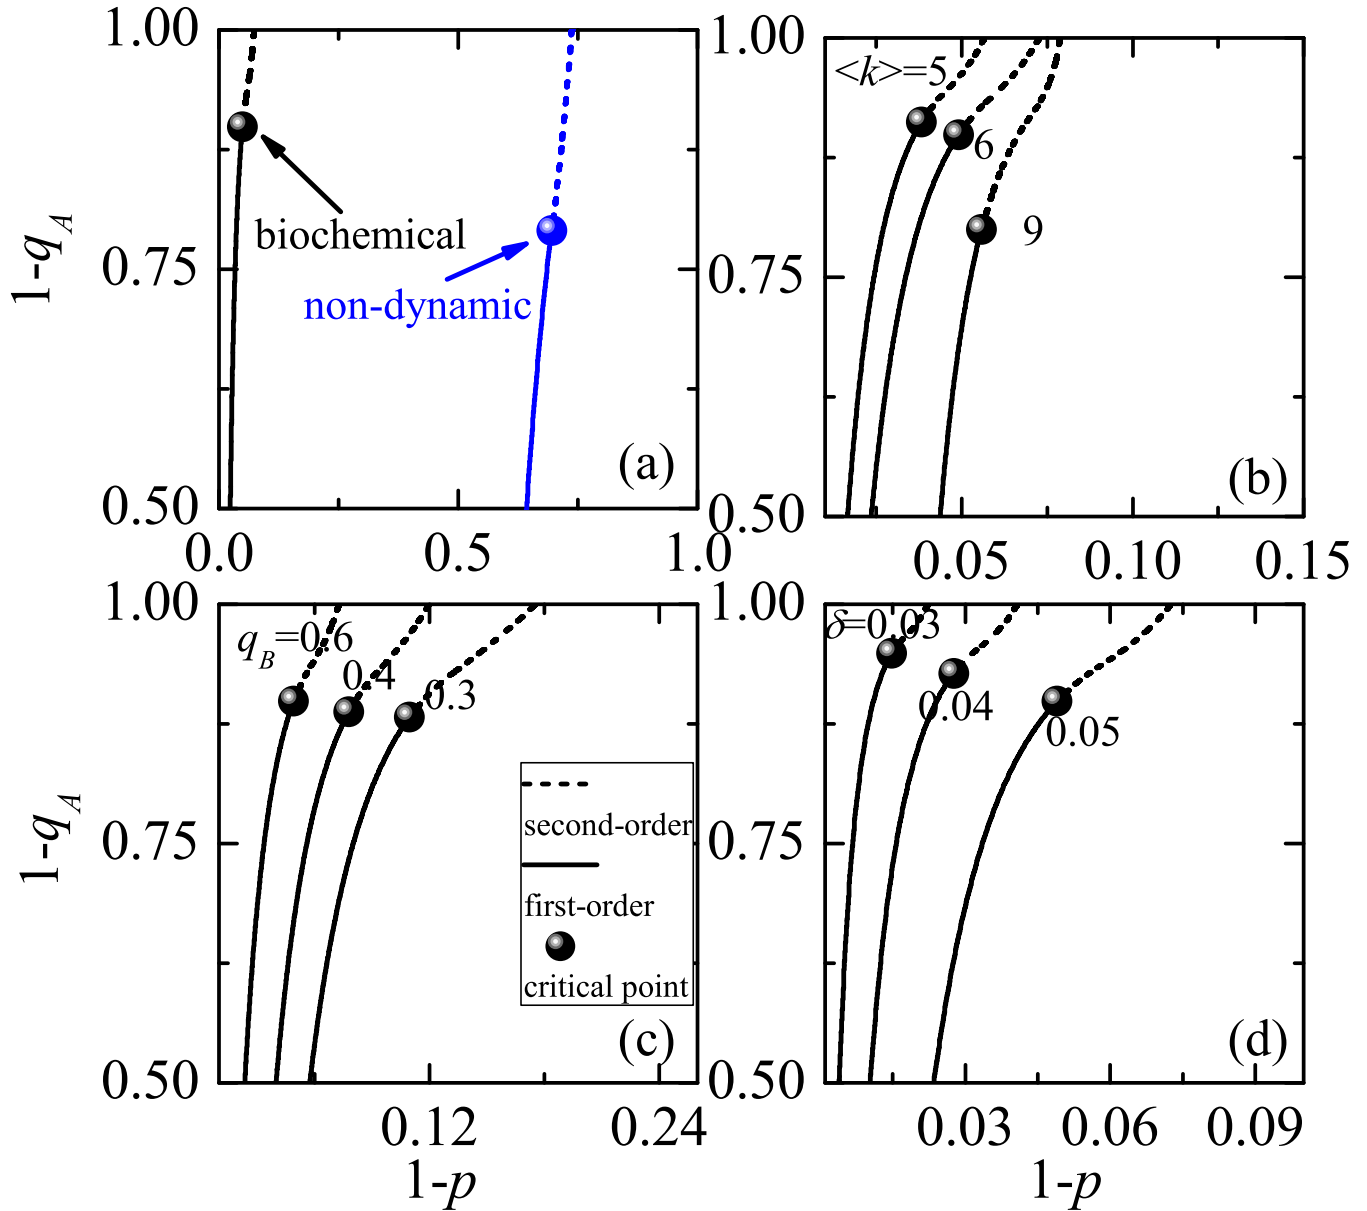 1.00
0.75
0.50
0.0
0.5
1.0
1-qA
biochemical
non-dynamic
(a)
1.00
0.75
0.50
0.05
0.10
0.15
<k>=5
6
9
(b)
1.00
0.75
0.50
0.12
0.24
1-qA
1-p
qB=0.6
0.4
0.3
second-order
first-order
critical point
(c)
1.00
0.75
0.50
0.03
0.06
0.09
1-p
δ=0.03
0.04
0.05
(d)